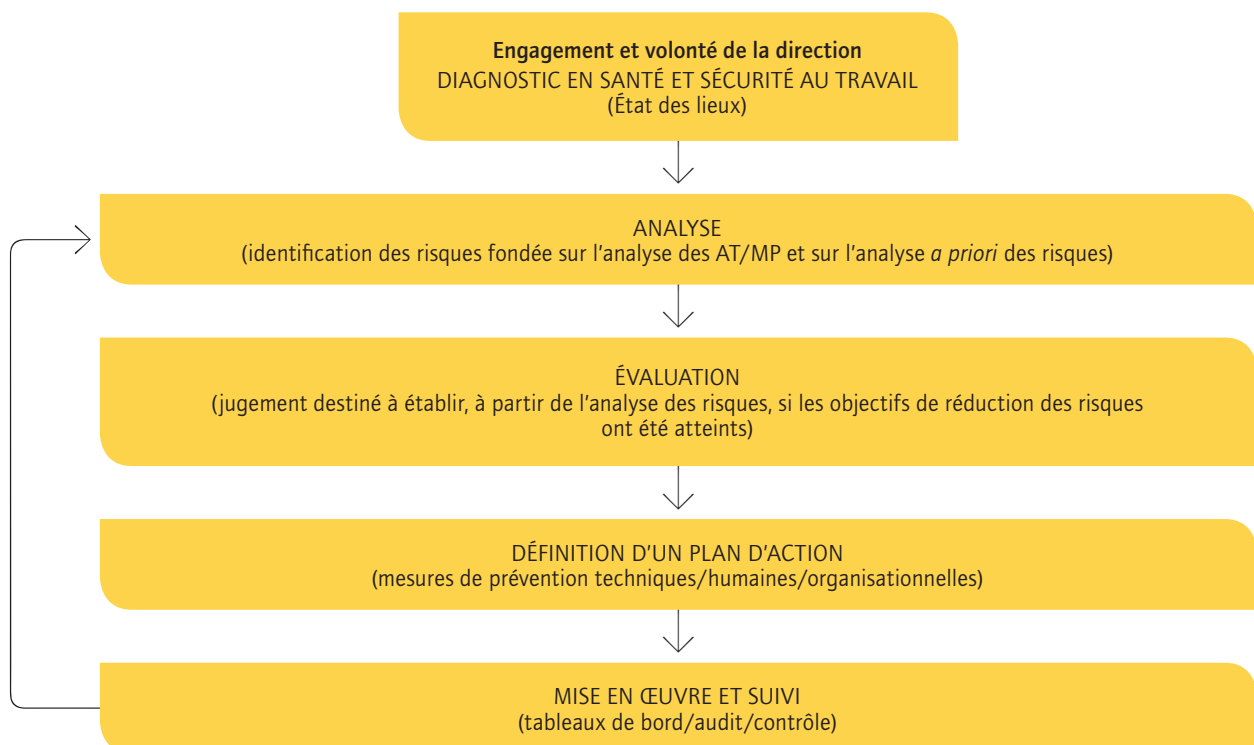 Engagement et volonté de la direction
DIAGNOSTIC EN SANTÉ ET SÉCURITÉ AU TRAVAIL
(État des lieux)
ANALYSE
(identification des risques fondée sur l’analyse des AT/MP et sur l’analyse a priori des risques)
ÉVALUATION
(jugement destiné à établir, à partir de l’analyse des risques, si les objectifs de réduction des risques
ont été atteints)
DÉFINITION D’UN PLAN D’ACTION
(mesures de prévention techniques/humaines/organisationnelles)
MISE EN ŒUVRE ET SUIVI
(tableaux de bord/audit/contrôle)